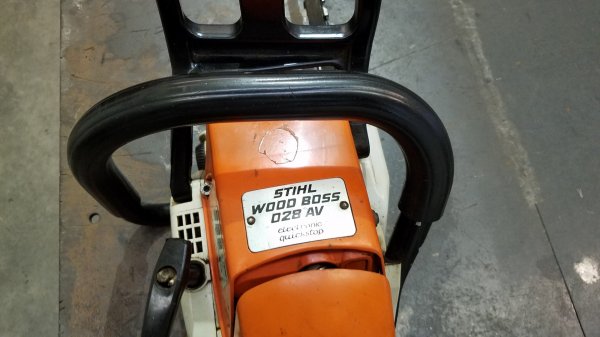 STIHL
WOOD BOSS
028 AV
electronic
quickstop